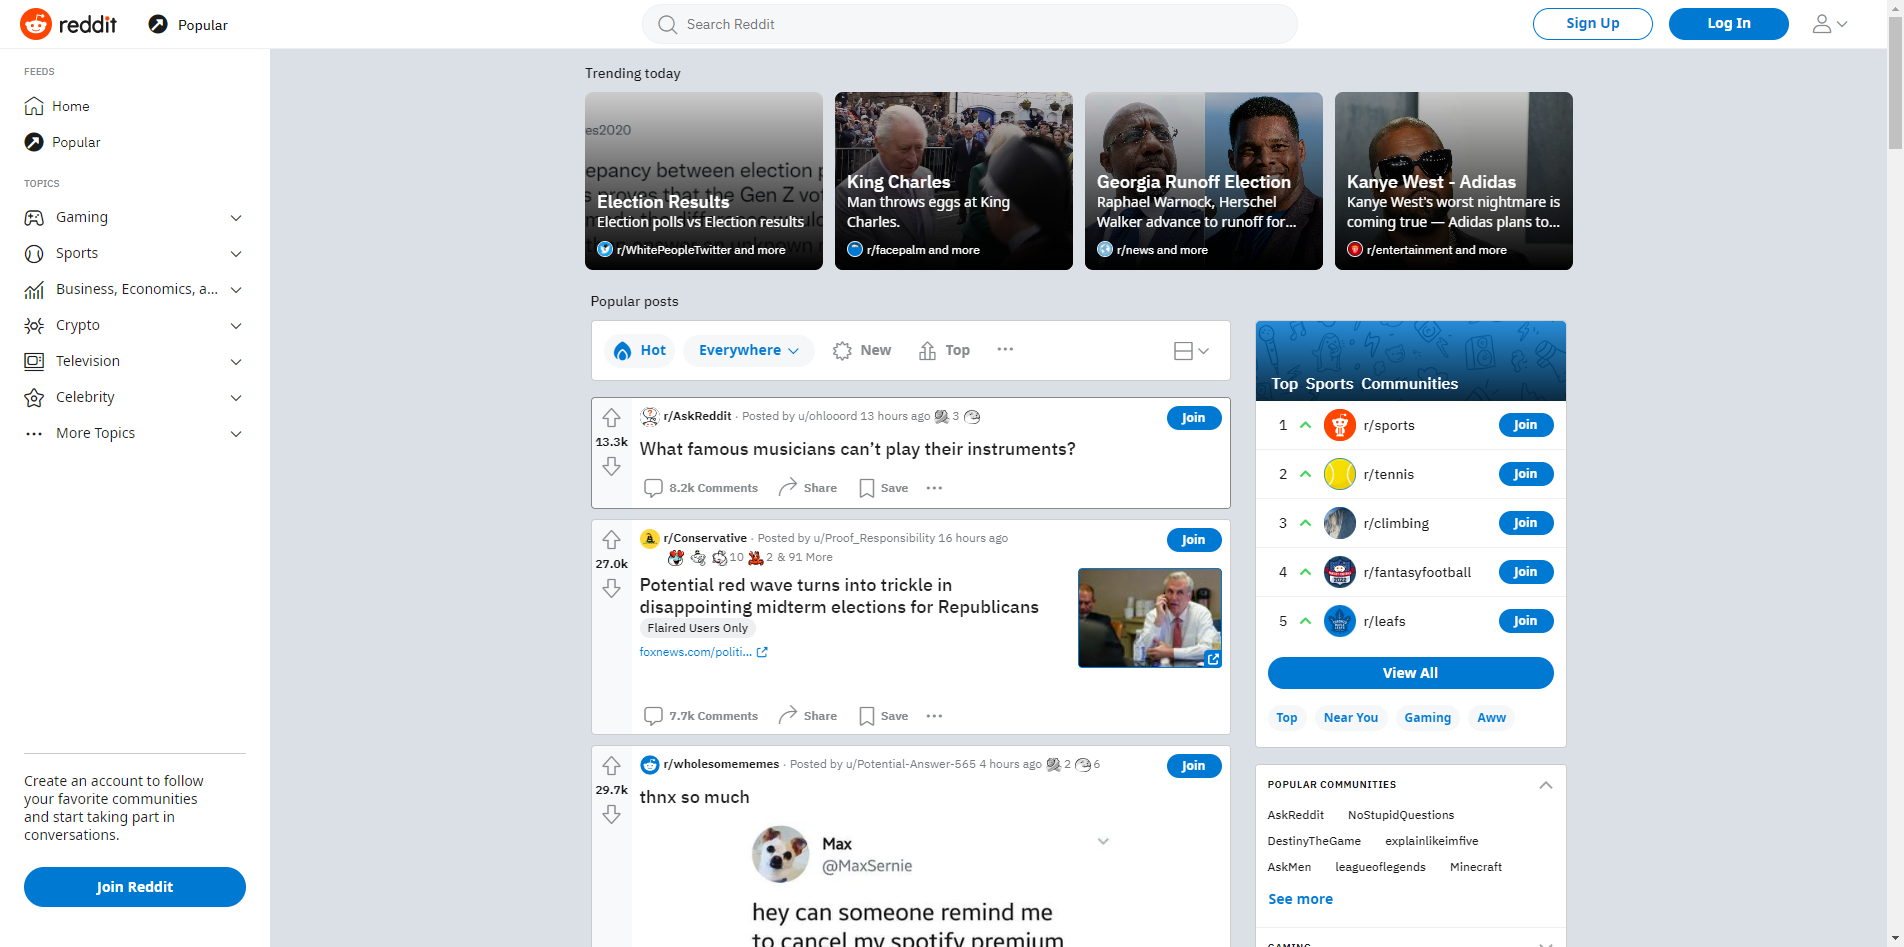 reddit
Popular
Search Reddit
Sign Up
Log In
FEEDS
Home
Popular
TOPICS
Gaming
Sports
Business, Economics, a...
Crypto
Television
Celebrity
More Topics
Create an account to follow
your favorite communities
and start taking part in
conversations.
Join Reddit
Trending today
es2020
epancy between election p
s proves that the Gen Z vot
Election Results
Election polls vs Election rsults
r/WhitePeopleTwitter and more
King Charles
Man throws eggs at King
Charles.
r/facepalm and more
Georgia Runoff Election
Raphael Warnock, Herschel
Walker advance to runoff for...
r/news and more
Kanye West - Adidas
Kanye West's worst nightmare is
coming true — Adidas plans to...
r/entertainment and more
Popular posts
Hot
Everywhere
New
Top
13.3k
r/AskReddit · Posted by u/ohlooord 13 hours ago 3
Join
What famous musicians can't play their instruments?
8.2k Comments
Share
Save
27.0k
r/Conservative · Posted by u/Proof_Responsibility 16 hours ago
10 2 & 91 More
Join
Potential red wave turns into trickle in
disappointing midterm elections for Republicans
Flaired Users Only
foxnews.com/politi...
7.7k Comments
Share
Save
29.7k
r/wholesomememes · Posted by u/Potential-Answer-565 4 hours ago 2 6
Join
thnx so much
Max
@MaxSernie
hey can someone remind me
to cancel my spotify premium
Top Sports Communities
1 r/sports Join
2 r/tennis Join
3 r/climbing Join
4 r/fantasyfootball Join
5 r/leafs Join
View All
Top
Near You
Gaming
Aww
POPULAR COMMUNITIES
AskReddit NoStupidQuestions
DestinyTheGame explainlikeimfive
AskMen leagueoflegends Minecraft
See more
GAMING